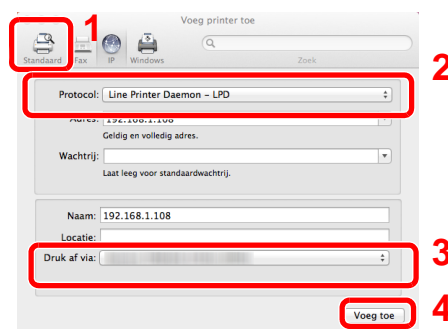 Voeg printer toe
1
Standaard Fax IP Windows Zoek
2
Protocol: Line Printer Daemon – LPD
Adres: 192.168.1.108
Geldig en volledig adres.
Wachtrij:
Laat leeg voor standaardwachtrij.
Naam: 192.168.1.108
Locatie:
3
Druk af via:
4
Voeg toe